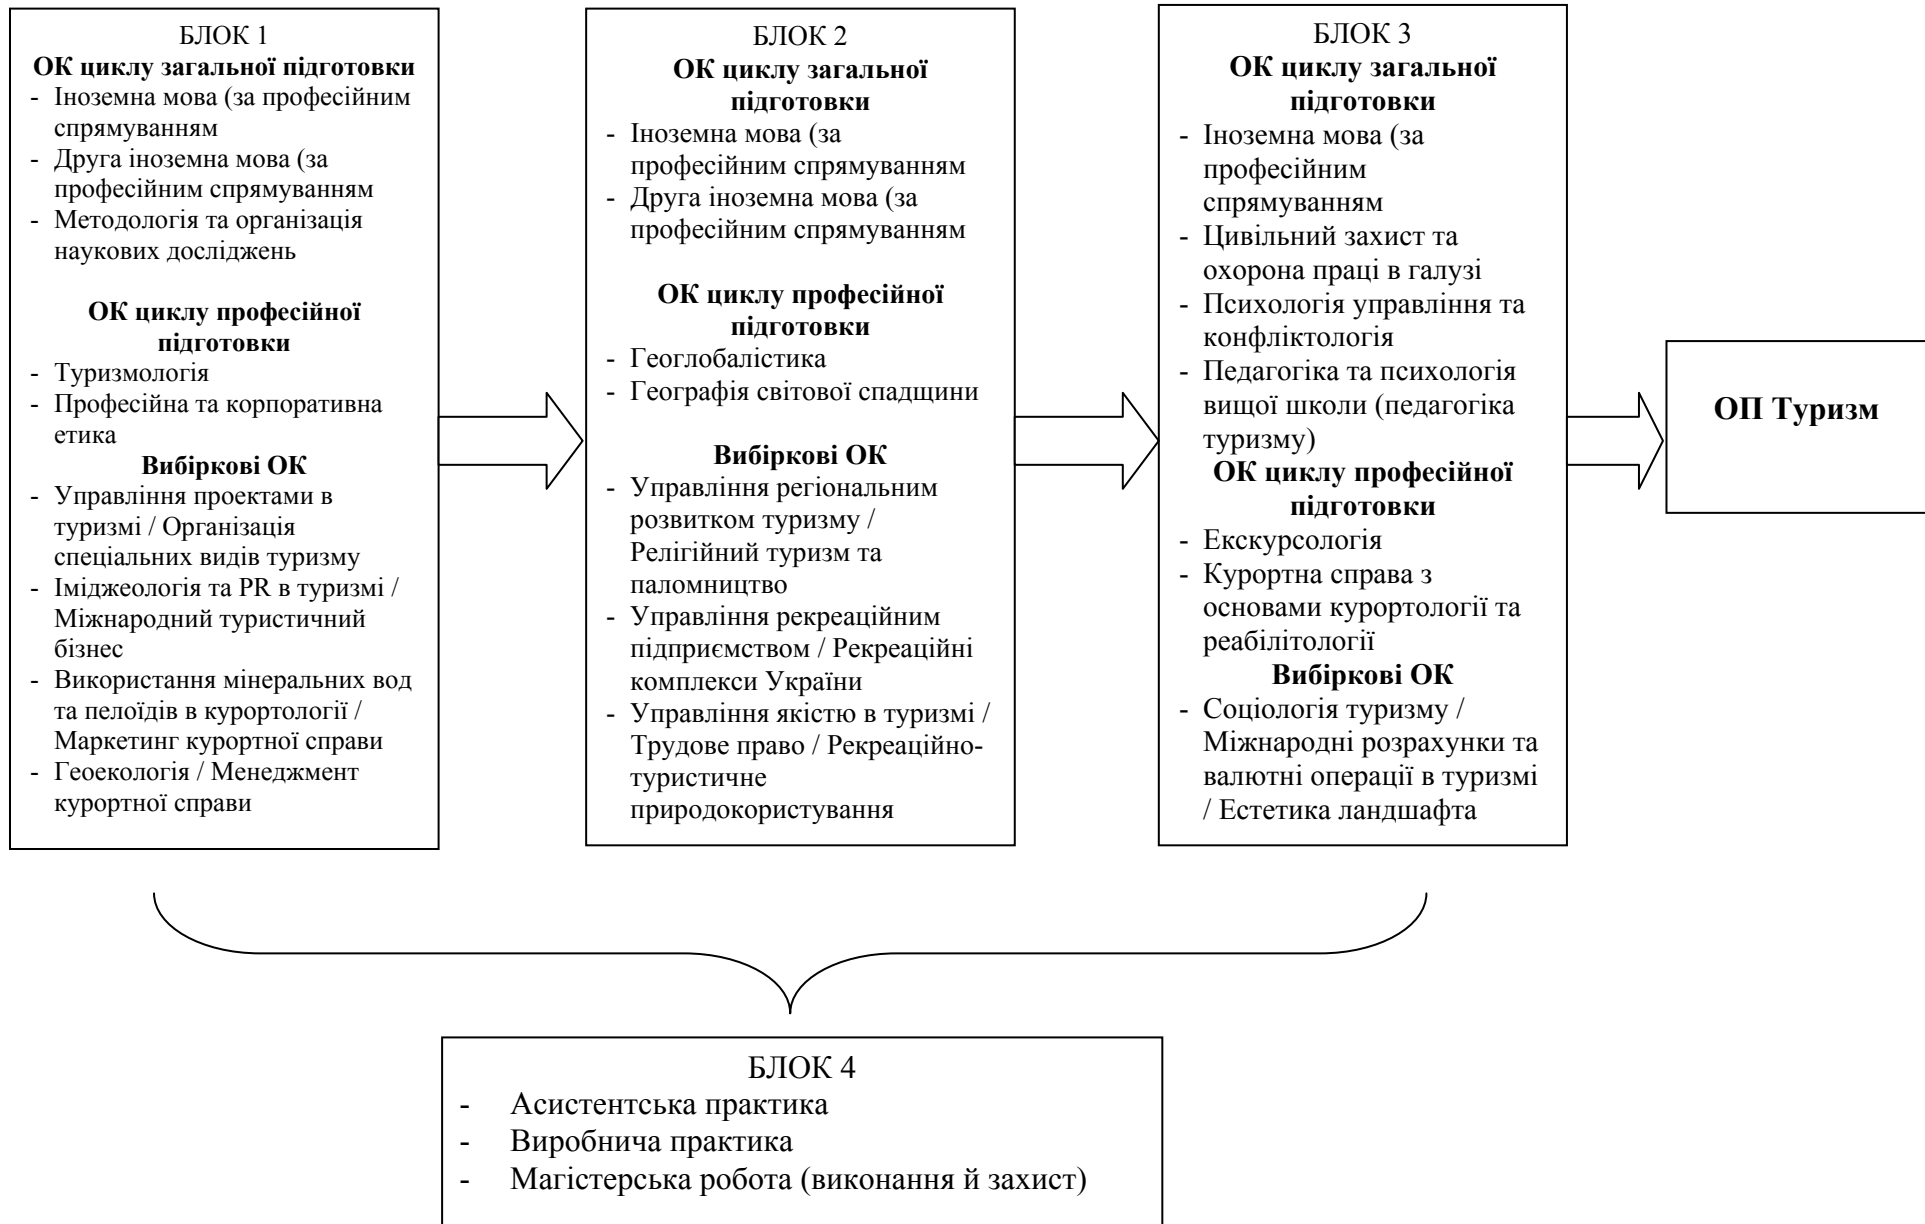 БЛОК 1
ОК циклу загальної підготовки
- Іноземна мова (за професійним
спрямуванням
- Друга іноземна мова (за
професійним спрямуванням
- Методологія та організація
наукових досліджень
ОК циклу професійної
підготовки
- Туризмологія
- Професійна та корпоративна
етика
Вибіркові ОК
- Управління проектами в
туризмі / Організація
спеціальних видів туризму
- Іміджеологія та PR в туризмі /
Міжнародний туристичний
бізнес
- Використання мінеральних вод
та пелоїдів в курортології /
Маркетинг курортної справи
- Геоекологія / Менеджмент
курортної справи
БЛОК 2
ОК циклу загальної
підготовки
- Іноземна мова (за
професійним спрямуванням
- Друга іноземна мова (за
професійним спрямуванням
ОК циклу професійної
підготовки
- Геоглобалістика
- Географія світової спадщини
Вибіркові ОК
- Управління регіональним
розвитком туризму /
Релігійний туризм та
паломництво
- Управління рекреаційним
підприємством / Рекреаційні
комплекси України
- Управління якістю в туризмі /
Трудове право / Рекреаційно-
туристичне
природокористування
БЛОК 3
ОК циклу загальної
підготовки
- Іноземна мова (за
професійним
спрямуванням
- Цивільний захист та
охорона праці в галузі
- Психологія управління та
конфліктологія
- Педагогіка та психологія
вищої школи (педагогіка
туризму)
ОК циклу професійної
підготовки
- Екскурсологія
- Курортна справа з
основами курортології та
реабілітології
Вибіркові ОК
- Соціологія туризму /
Міжнародні розрахунки та
валютні операції в туризмі
/ Естетика ландшафта
ОП Туризм
БЛОК 4
- Асистентська практика
- Виробнича практика
- Магістерська робота (виконання й захист)